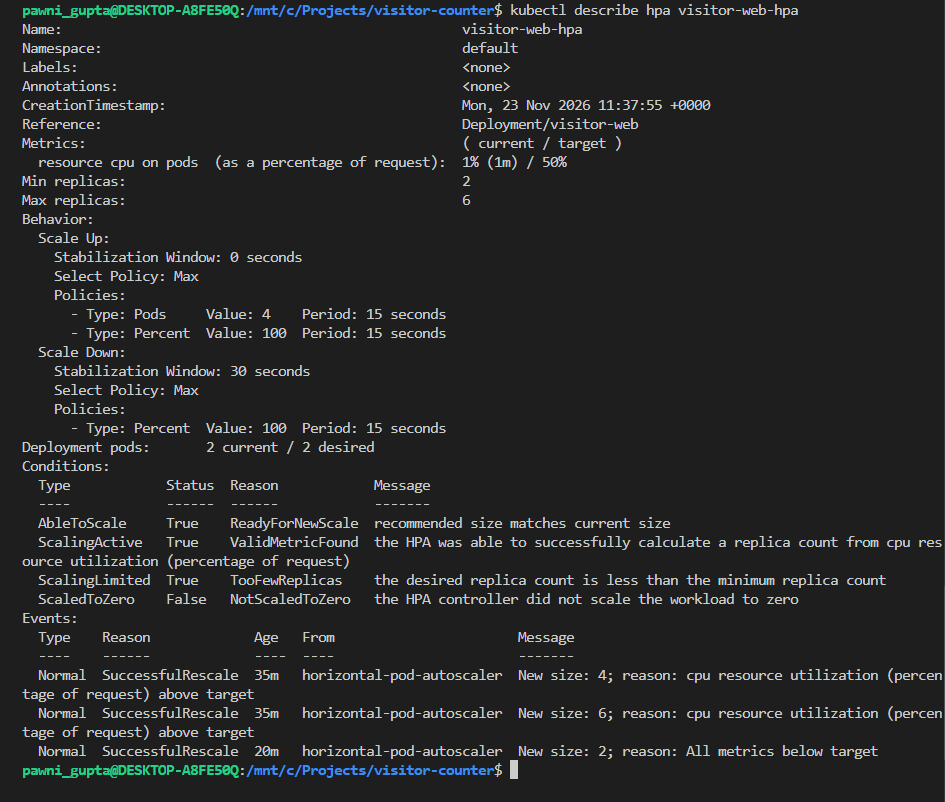 pawni_gupta@DESKTOP-A8FE50Q:/mnt/c/Projects/visitor-counter$ kubectl describe hpa visitor-web-hpa
Name:                                                  visitor-web-hpa
Namespace:                                             default
Labels:                                                <none>
Annotations:                                           <none>
CreationTimestamp:                                     Mon, 23 Nov 2026 11:37:55 +0000
Reference:                                             Deployment/visitor-web
Metrics:                                               ( current / target )
  resource cpu on pods  (as a percentage of request):  1% (1m) / 50%
Min replicas:                                          2
Max replicas:                                          6
Behavior:
  Scale Up:
    Stabilization Window: 0 seconds
    Select Policy: Max
    Policies:
      - Type: Pods     Value: 4    Period: 15 seconds
      - Type: Percent  Value: 100  Period: 15 seconds
  Scale Down:
    Stabilization Window: 30 seconds
    Select Policy: Max
    Policies:
      - Type: Percent  Value: 100  Period: 15 seconds
Deployment pods:       2 current / 2 desired
Conditions:
  Type            Status  Reason            Message
  ----            ------  ------            -------
  AbleToScale     True    ReadyForNewScale  recommended size matches current size
  ScalingActive   True    ValidMetricFound  the HPA was able to successfully calculate a replica count from cpu res
ource utilization (percentage of request)
  ScalingLimited  True    TooFewReplicas    the desired replica count is less than the minimum replica count
  ScaledToZero    False   NotScaledToZero   the HPA controller did not scale the workload to zero
Events:
  Type    Reason             Age   From                       Message
  ----    ------             ----  ----                       -------
  Normal  SuccessfulRescale  35m   horizontal-pod-autoscaler  New size: 4; reason: cpu resource utilization (percen
tage of request) above target
  Normal  SuccessfulRescale  35m   horizontal-pod-autoscaler  New size: 6; reason: cpu resource utilization (percen
tage of request) above target
  Normal  SuccessfulRescale  20m   horizontal-pod-autoscaler  New size: 2; reason: All metrics below target
pawni_gupta@DESKTOP-A8FE50Q:/mnt/c/Projects/visitor-counter$